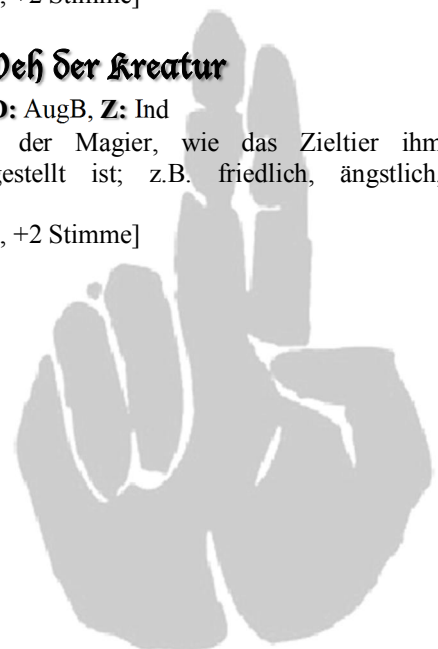 , +2 Stimme]
Weh der Kreatur
D: AugB, Z: Ind
der Magier, wie das Zieltier ihm
gestellt ist; z.B. friedlich, ängstlich,
, +2 Stimme]